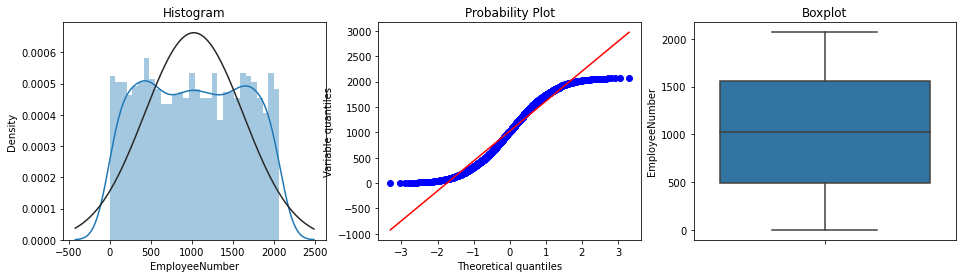 Histogram
0.0006
0.0005
0.0004
0.0003
0.0002
0.0001
0.0000
Density
−500 0 500 1000 1500 2000 2500
EmployeeNumber
Probability Plot
3000
2500
2000
1500
1000
500
0
−500
−1000
Variable quantiles
−3 −2 −1 0 1 2 3
Theoretical quantiles
Boxplot
2000
1500
1000
500
0
EmployeeNumber